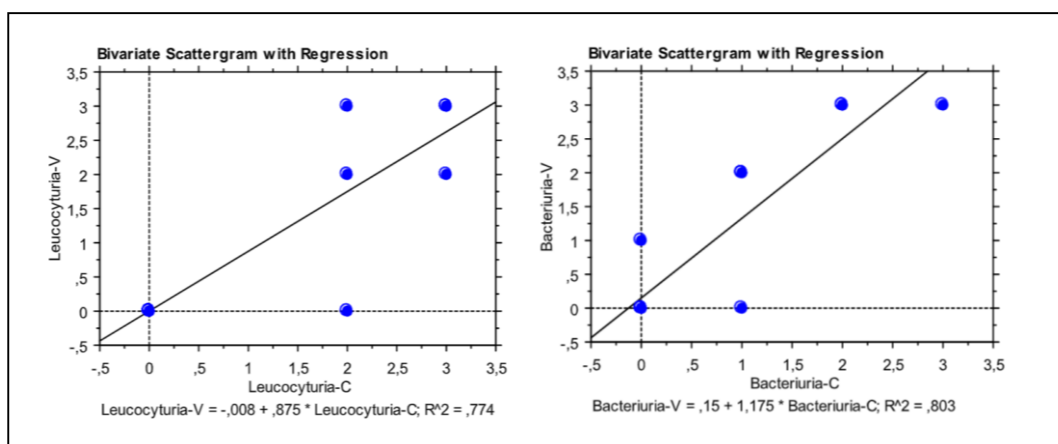 Bivariate Scattergram with Regression
3,5
3
2,5
2
1,5
1
,5
0
-,5
Leucocyturia-V
-,5 0 ,5 1 1,5 2 2,5 3 3,5
Leucocyturia-C
Leucocyturia-V = -,008 + ,875 * Leucocyturia-C; R^2 = ,774
Bivariate Scattergram with Regression
3,5
3
2,5
2
1,5
1
,5
0
-,5
Bacteriuria-V
-,5 0 ,5 1 1,5 2 2,5 3 3,5
Bacteriuria-C
Bacteriuria-V = ,15 + 1,175 * Bacteriuria-C; R^2 = ,803